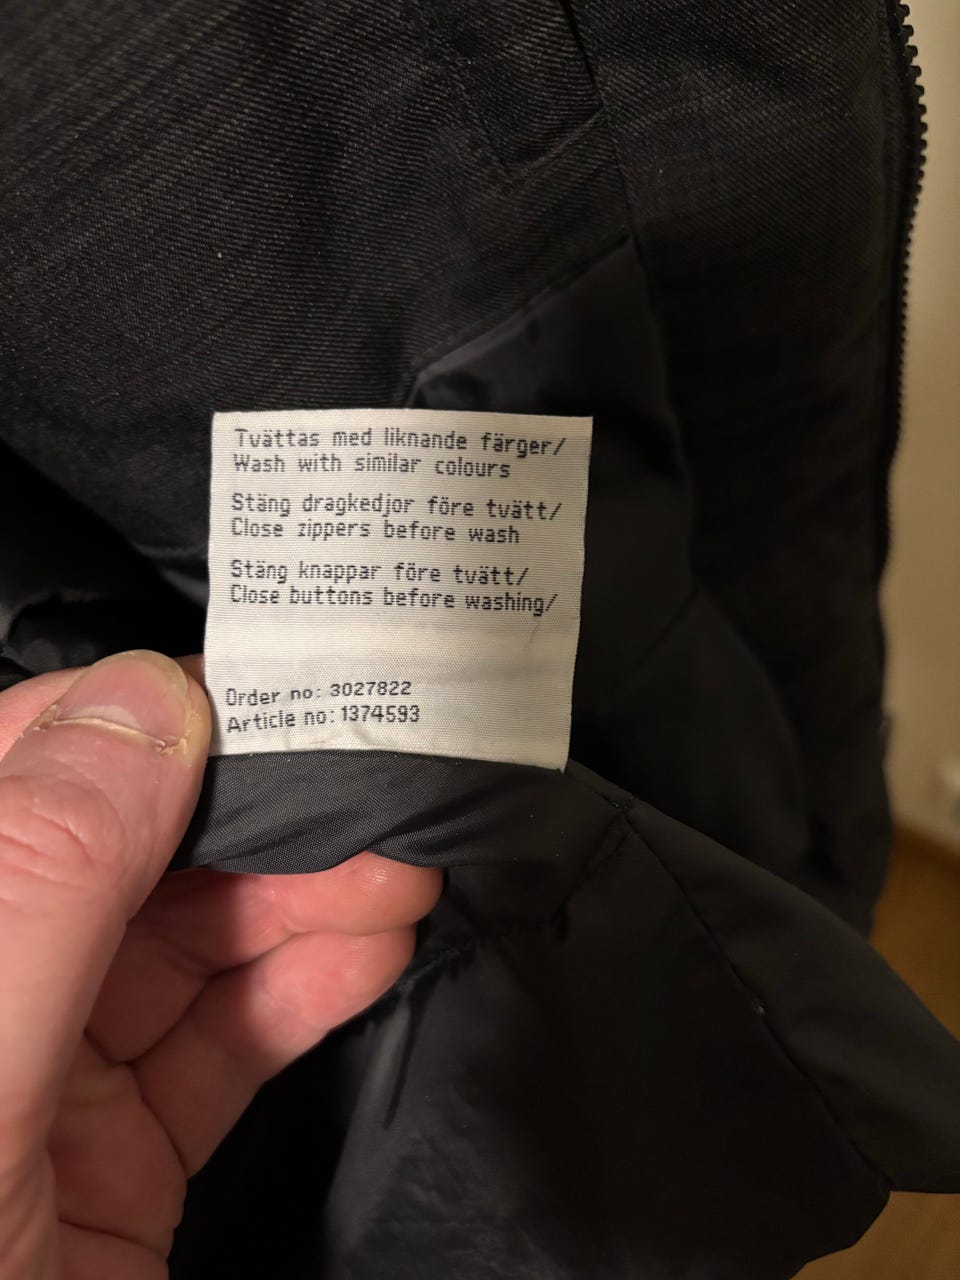 Tvättas med liknande färger/
Wash with similar colours
Stäng dragkedjor före tvätt/
Close zippers before wash
Stäng knappar före tvätt/
Close buttons before washing/
Order no: 3027822
Article no: 1374593